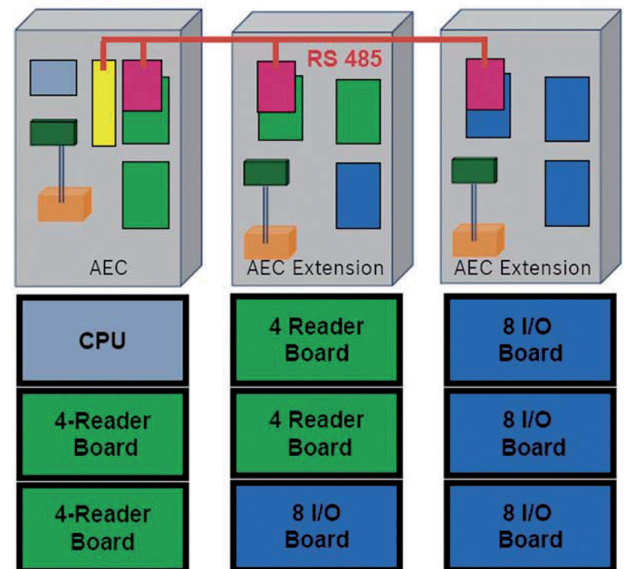 RS 485
AEC
AEC Extension
AEC Extension
CPU
4 Reader
Board
8 I/O
Board
4-Reader
Board
4 Reader
Board
8 I/O
Board
4-Reader
Board
8 I/O
Board
8 I/O
Board